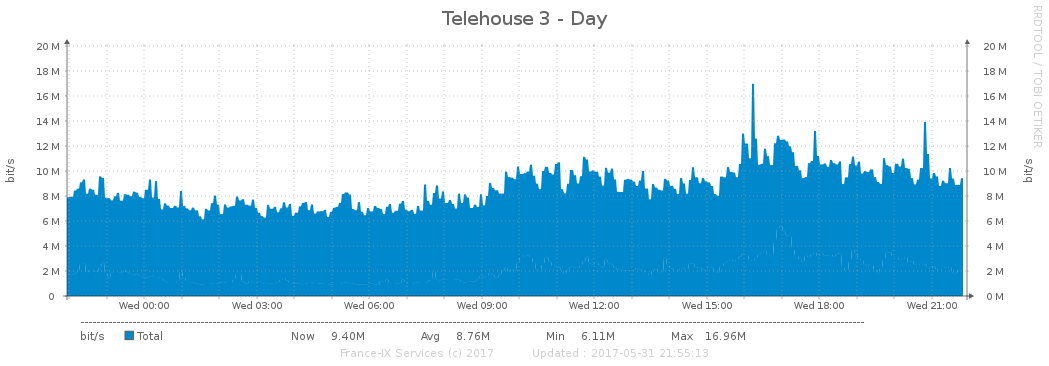 Telehouse 3 - Day
RRDTOOL / TOBI OETIKER
bit/s
20 M 20 M
18 M 18 M
16 M 16 M
14 M 14 M
12 M 12 M
10 M 10 M
8 M 8 M
6 M 6 M
4 M 4 M
2 M 2 M
0 0 M
bit/s
Wed 00:00 Wed 03:00 Wed 06:00 Wed 09:00 Wed 12:00 Wed 15:00 Wed 18:00 Wed 21:00
bit/s Total Now 9.40M Avg 8.76M Min 6.11M Max 16.96M
France-IX Services (c) 2017 Updated : 2017-05-31 21:55:13